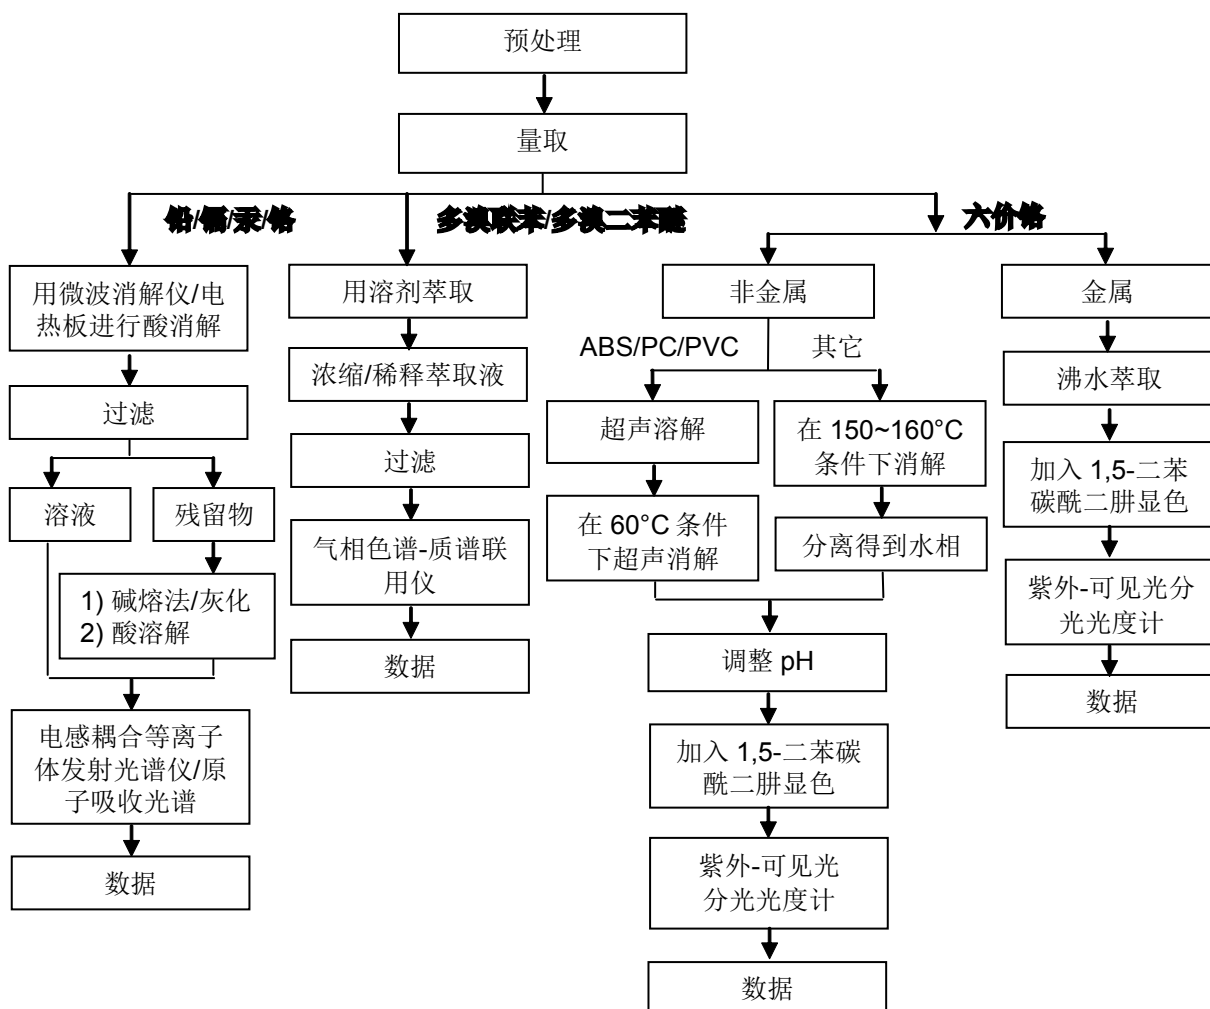 预处理
量取
铅/镉/汞/铬
多溴联苯/多溴二苯醚
六价铬
用微波消解仪/电
热板进行酸消解
过滤
溶液
残留物
1) 碱熔法/灰化
2) 酸溶解
电感耦合等离子
体发射光谱仪/原
子吸收光谱
数据
用溶剂萃取
浓缩/稀释萃取液
过滤
气相色谱-质谱联
用仪
数据
非金属
ABS/PC/PVC
其它
超声溶解
在 60°C 条件
下超声消解
在 150~160°C
条件下消解
分离得到水相
调整 pH
加入 1,5-二苯碳
酰二肼显色
紫外-可见光
分光光度计
数据
金属
沸水萃取
加入 1,5-二苯
碳酰二肼显色
紫外-可见光分
光光度计
数据